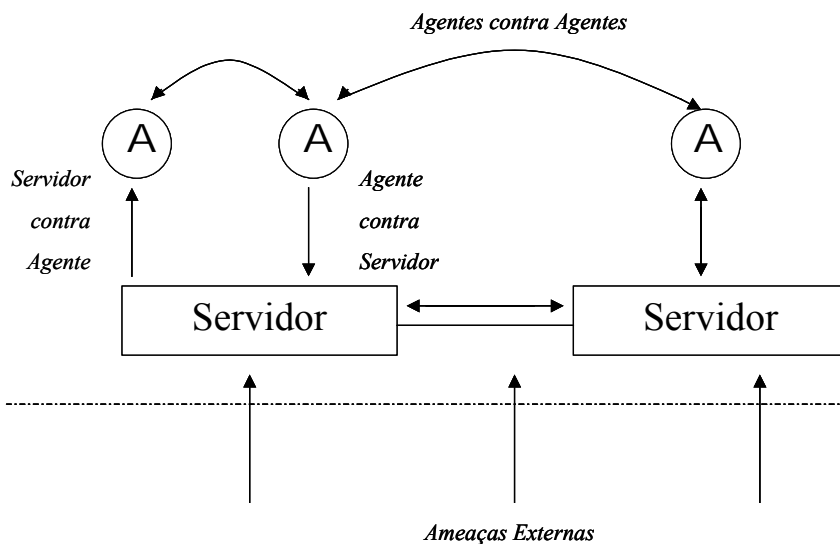 Agentes contra Agentes
A
A
A
Servidor
contra
Agente
Agente
contra
Servidor
Servidor
Servidor
Ameaças Externas